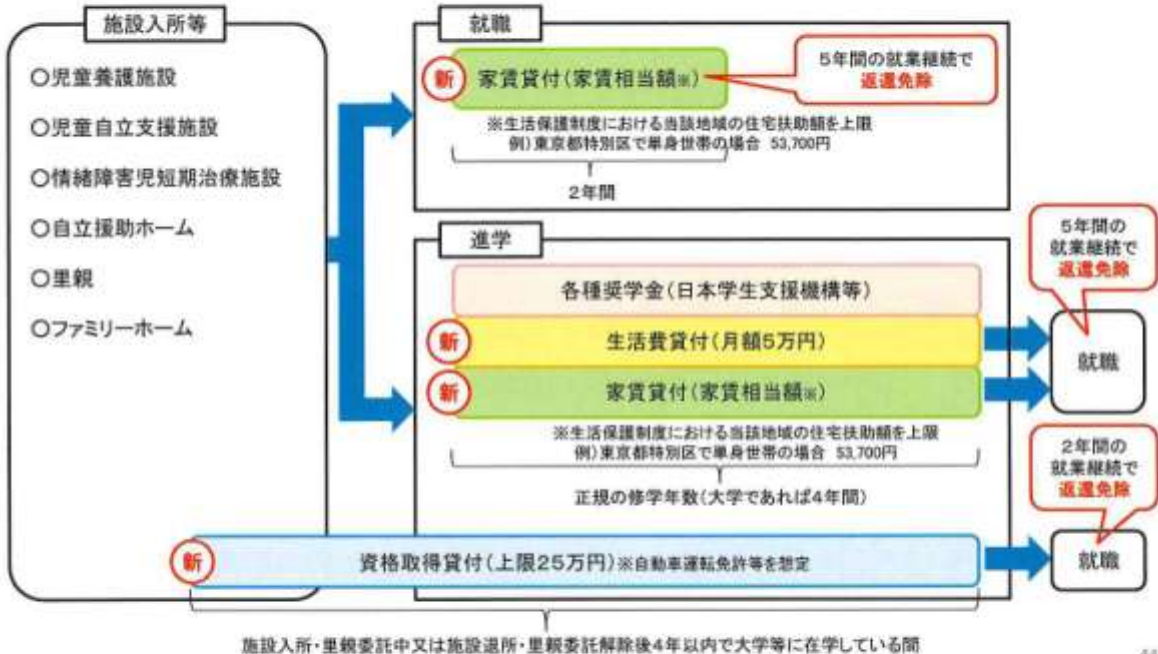 施設入所等
○児童養護施設
○児童自立支援施設
○情緒障害児短期治療施設
○自立援助ホーム
○里親
○ファミリーホーム
就職
新
家賃貸付(家賃相当額※)
5年間の就業継続で
返還免除
※生活保護制度における当該地域の住宅扶助額を上限
例)東京都特別区で単身世帯の場合 53,700円
2年間
進学
各種奨学金(日本学生支援機構等)
新
生活費貸付(月額5万円)
新
家賃貸付(家賃相当額※)
※生活保護制度における当該地域の住宅扶助額を上限
例)東京都特別区で単身世帯の場合 53,700円
正規の修学年数(大学であれば4年間)
5年間の
就業継続で
返還免除
就職
新
資格取得貸付(上限25万円)※自動車運転免許等を想定
2年間の
就業継続で
返還免除
就職
施設入所・里親委託中又は施設退所・里親委託解除後4年以内で大学等に在学している間